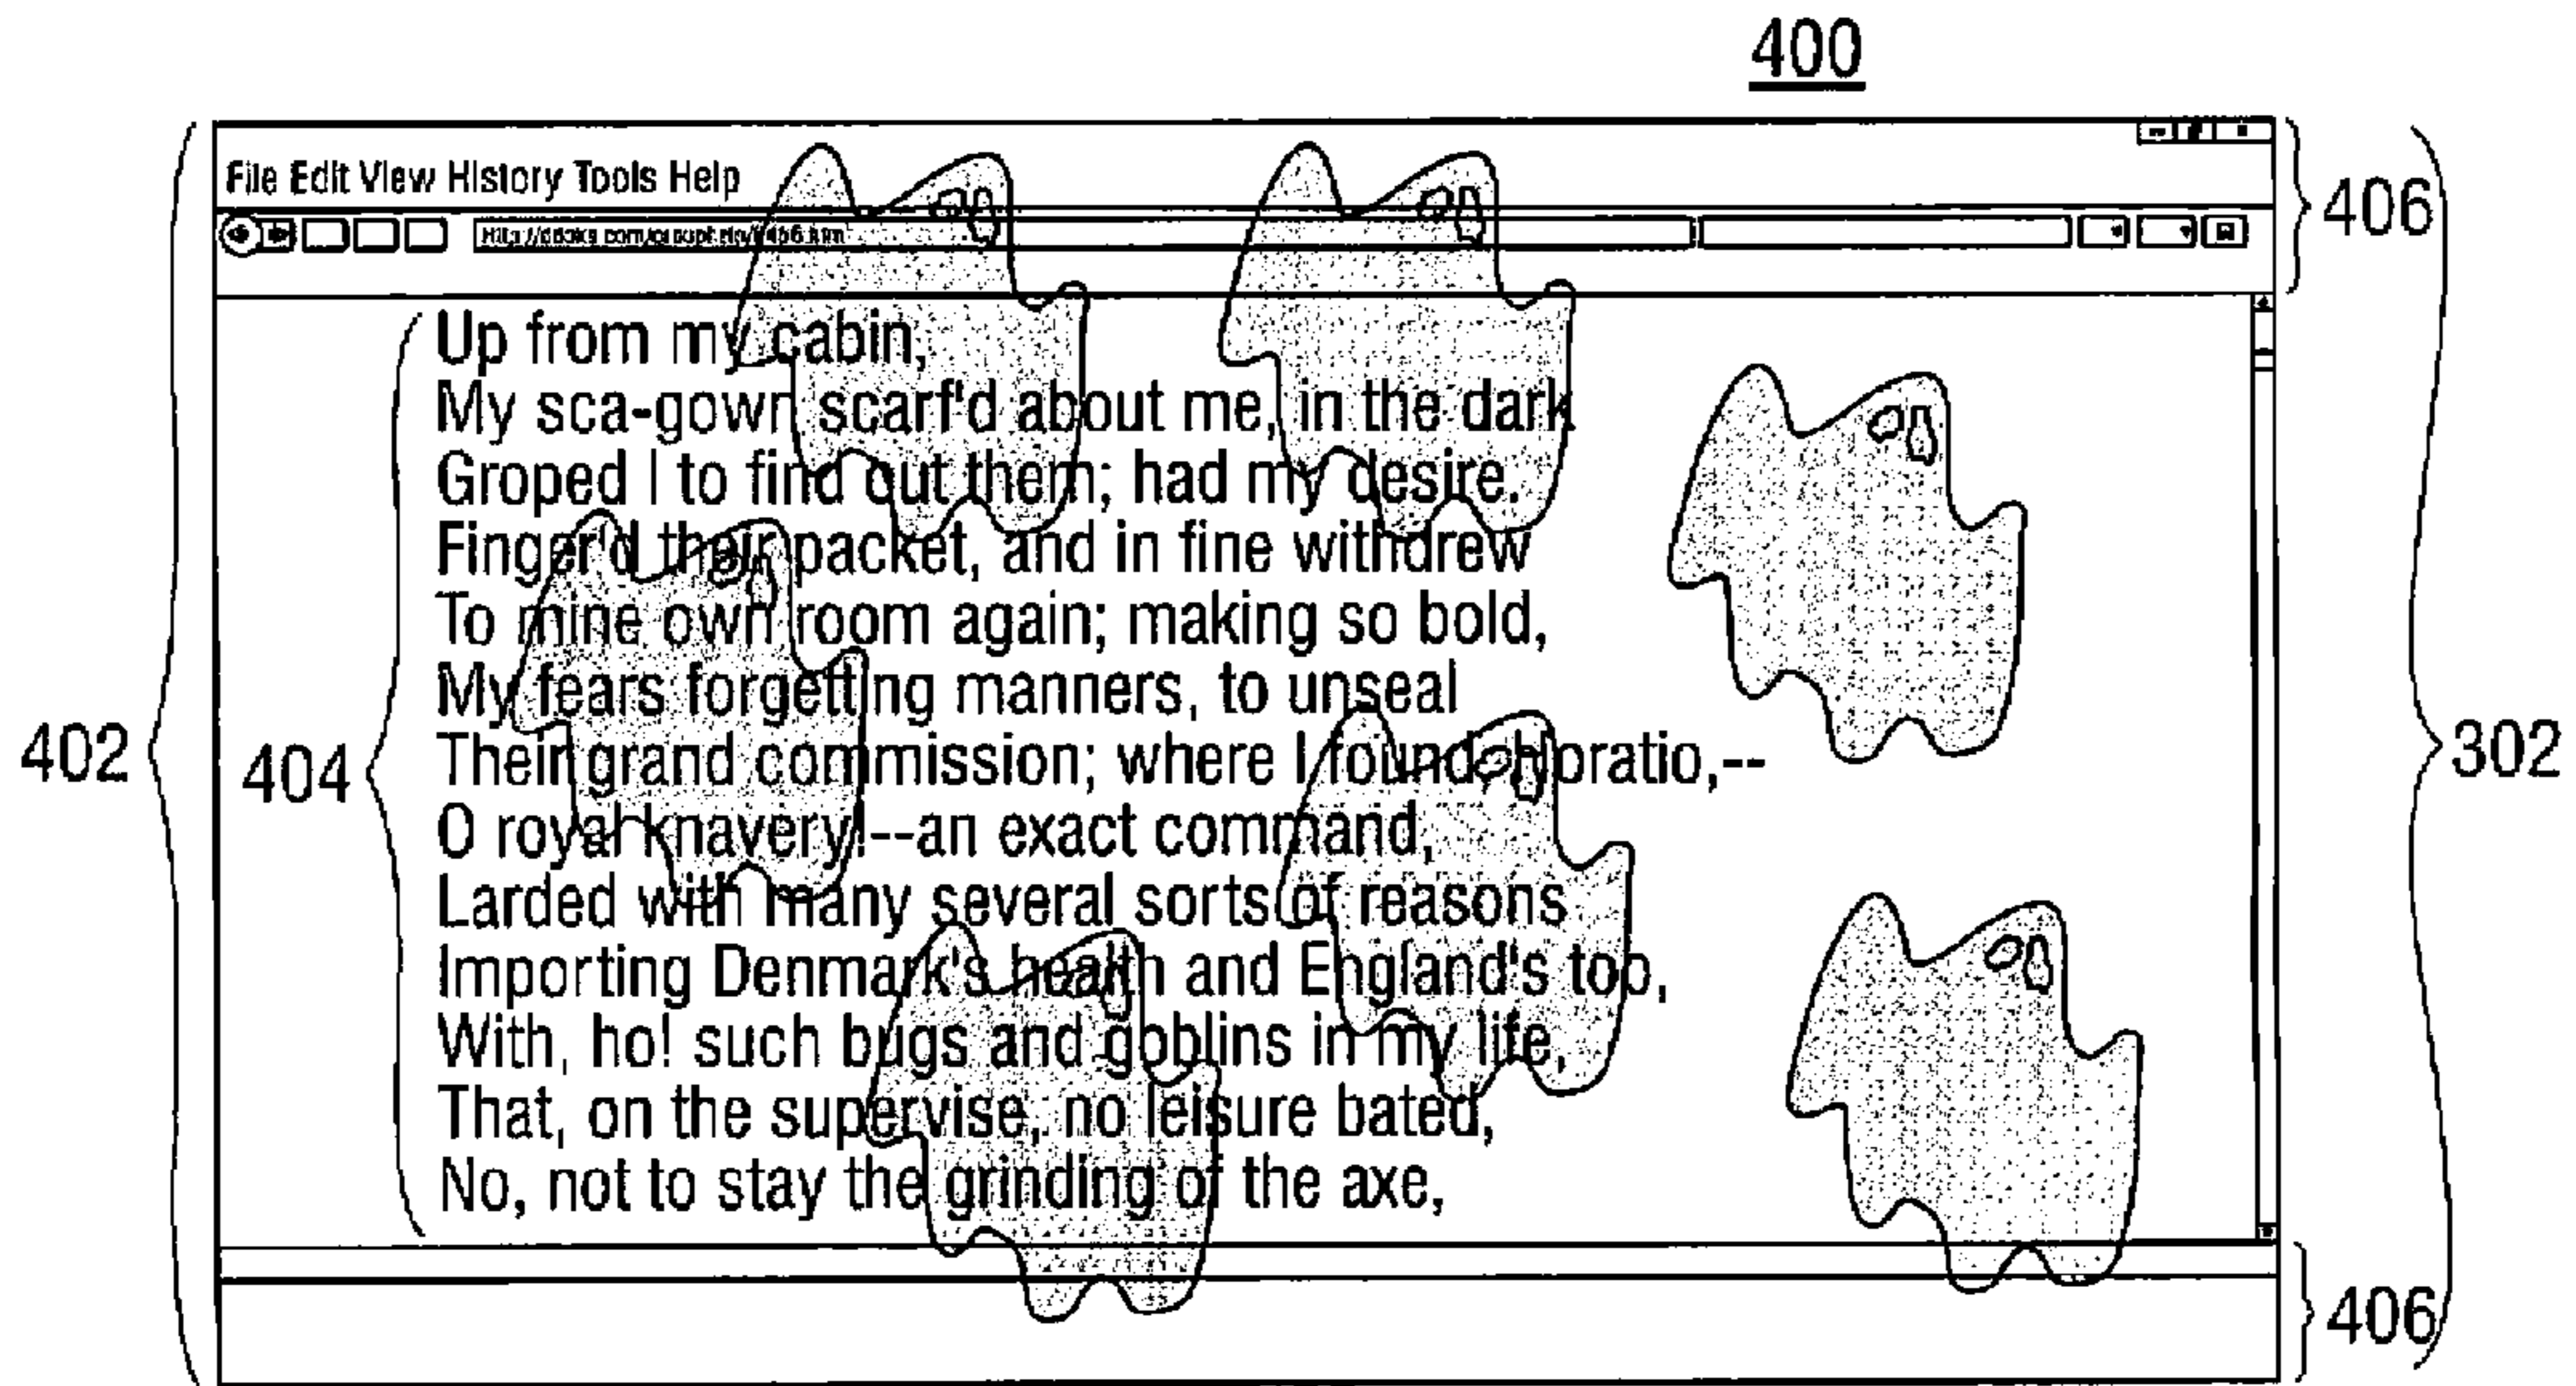 400
File Edit View History Tools Help
406
Up from my cabin,
My sca-gown scarf'd about me, in the dark
Groped I to find out them; had my desire.
Finger'd their packet, and in fine withdrew
To mine own room again; making so bold,
My fears forgetting manners, to unseal
402
404
Their grand commission; where I found, Horatio,--
302
O royal knavery!--an exact command,
Larded with many several sorts of reasons
Importing Denmark's health and England's too,
With, ho! such bugs and goblins in my life,
That, on the supervise, no leisure bated,
No, not to stay the grinding of the axe,
406